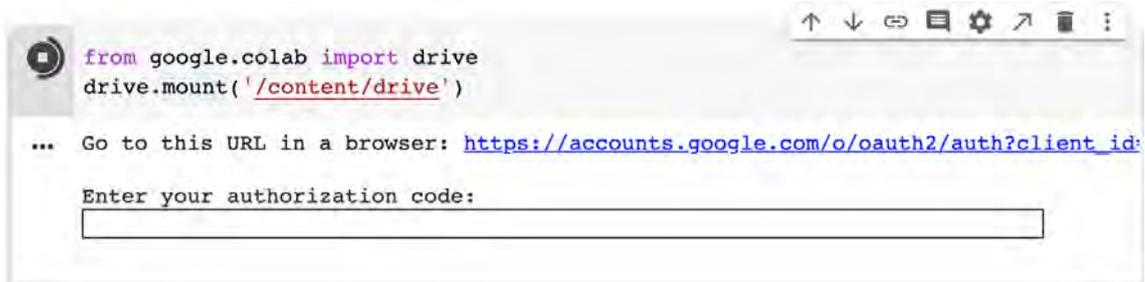 from google.colab import drive
drive.mount('/content/drive')
... Go to this URL in a browser: https://accounts.google.com/o/oauth2/auth?client_id=
Enter your authorization code: